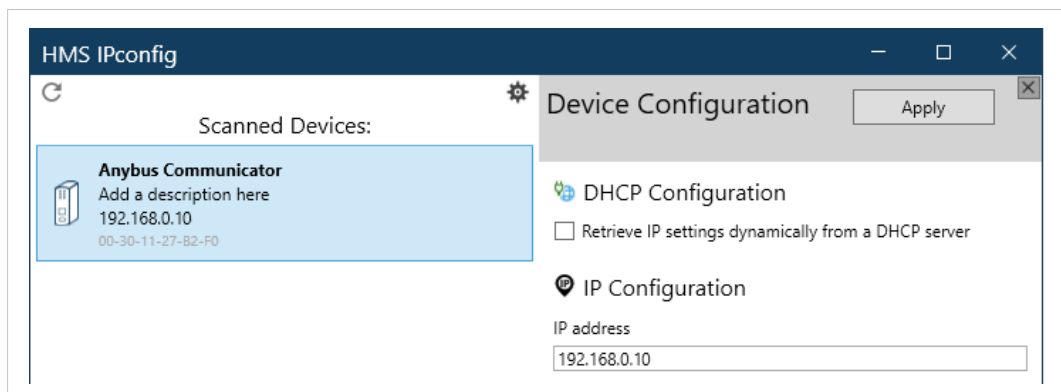 HMS IPconfig
Scanned Devices:
Anybus Communicator
Add a description here
192.168.0.10
00-30-11-27-B2-F0
Device Configuration
Apply
DHCP Configuration
Retrieve IP settings dynamically from a DHCP server
IP
IP Configuration
IP address
192.168.0.10